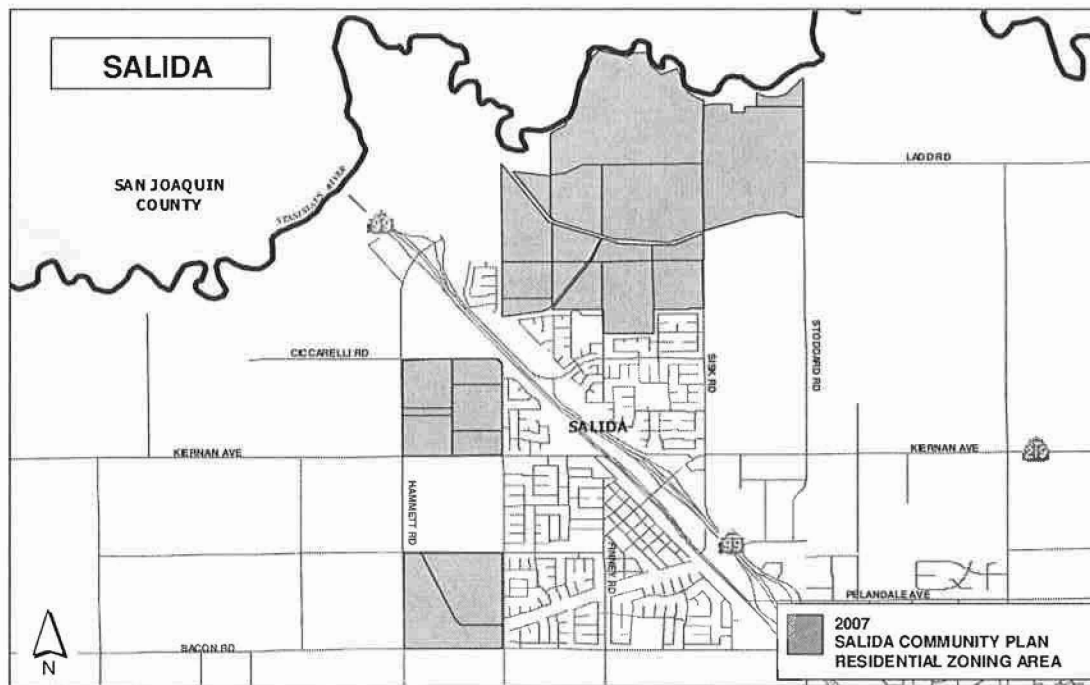 SALIDA
SAN JOAQUIN
COUNTY
STANISLAUS RIVER
99
LADD RD
CICCARELLI RD
SISK RD
STODDARD RD
SALIDA
KIERNAN AVE
KIERNAN AVE
219
HAMMETT RD
FINNEY RD
99
PELANDALE AVE
BACON RD
N
2007
SALIDA COMMUNITY PLAN
RESIDENTIAL ZONING AREA